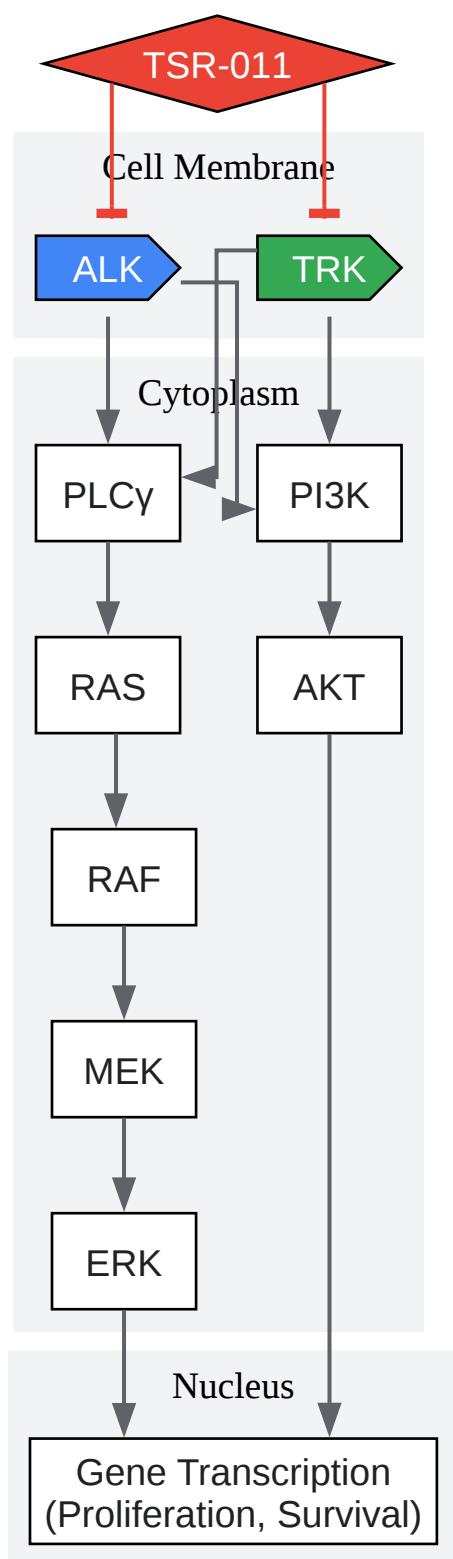 TSR-011
Cell Membrane
ALK
TRK
Cytoplasm
PLCγ
PI3K
RAS
AKT
RAF
MEK
ERK
Nucleus
Gene Transcription
(Proliferation, Survival)